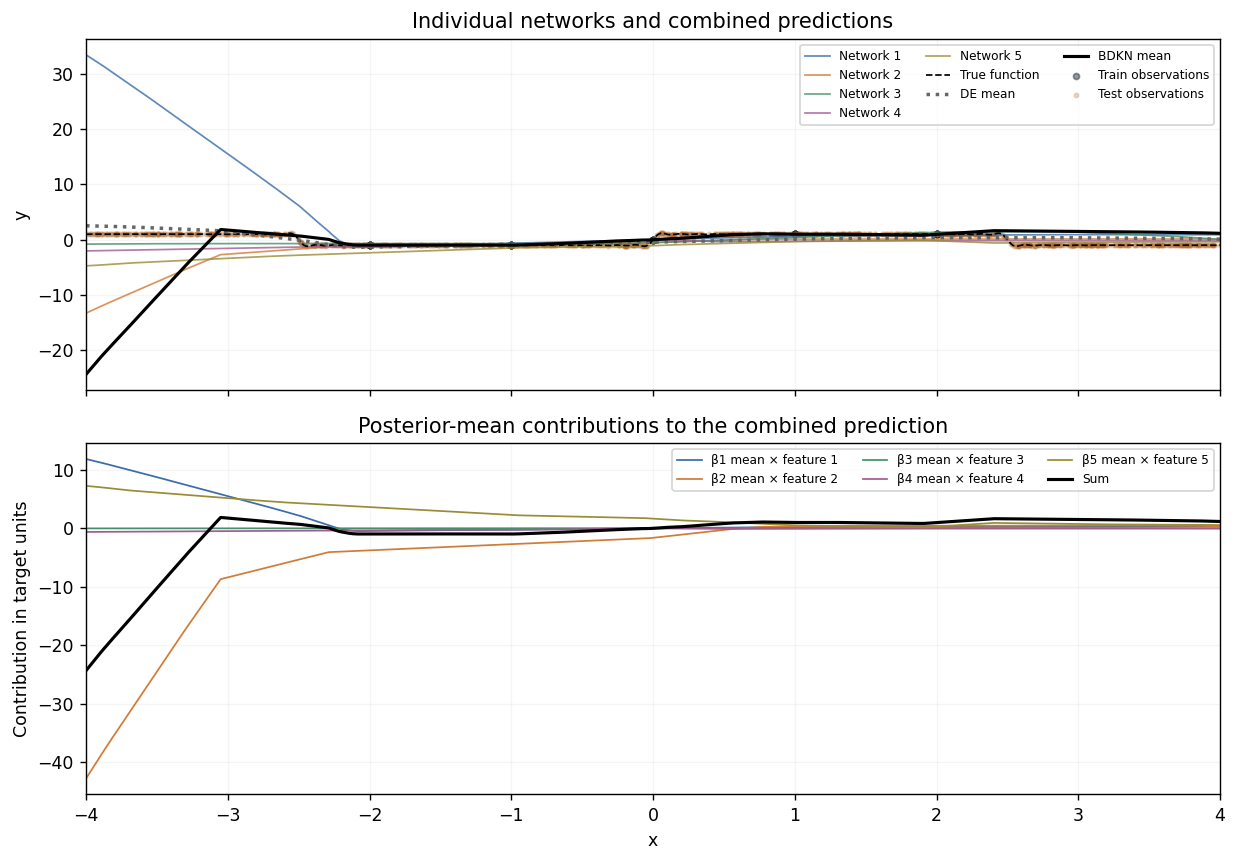 Individual networks and combined predictions
Network 1
Network 2
Network 3
Network 4
Network 5
True function
DE mean
BDKN mean
Train observations
Test observations
y
30
20
10
0
−10
−20
Posterior-mean contributions to the combined prediction
β1 mean × feature 1
β2 mean × feature 2
β3 mean × feature 3
β4 mean × feature 4
β5 mean × feature 5
Sum
Contribution in target units
10
0
−10
−20
−30
−40
−4 −3 −2 −1 0 1 2 3 4
x